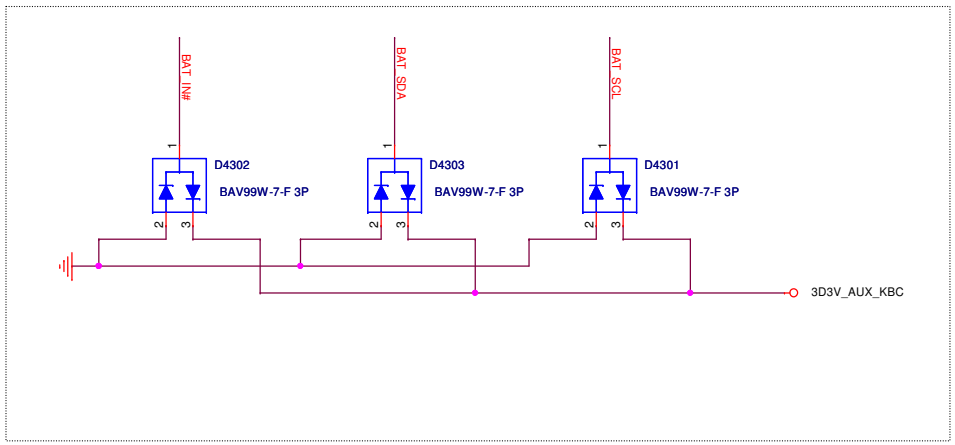 BAT_IN#
BAT_SDA
BAT_SCL
1
1
1
D4302
D4303
D4301
BAV99W-7-F 3P
BAV99W-7-F 3P
BAV99W-7-F 3P
2
3
2
3
2
3
3D3V_AUX_KBC